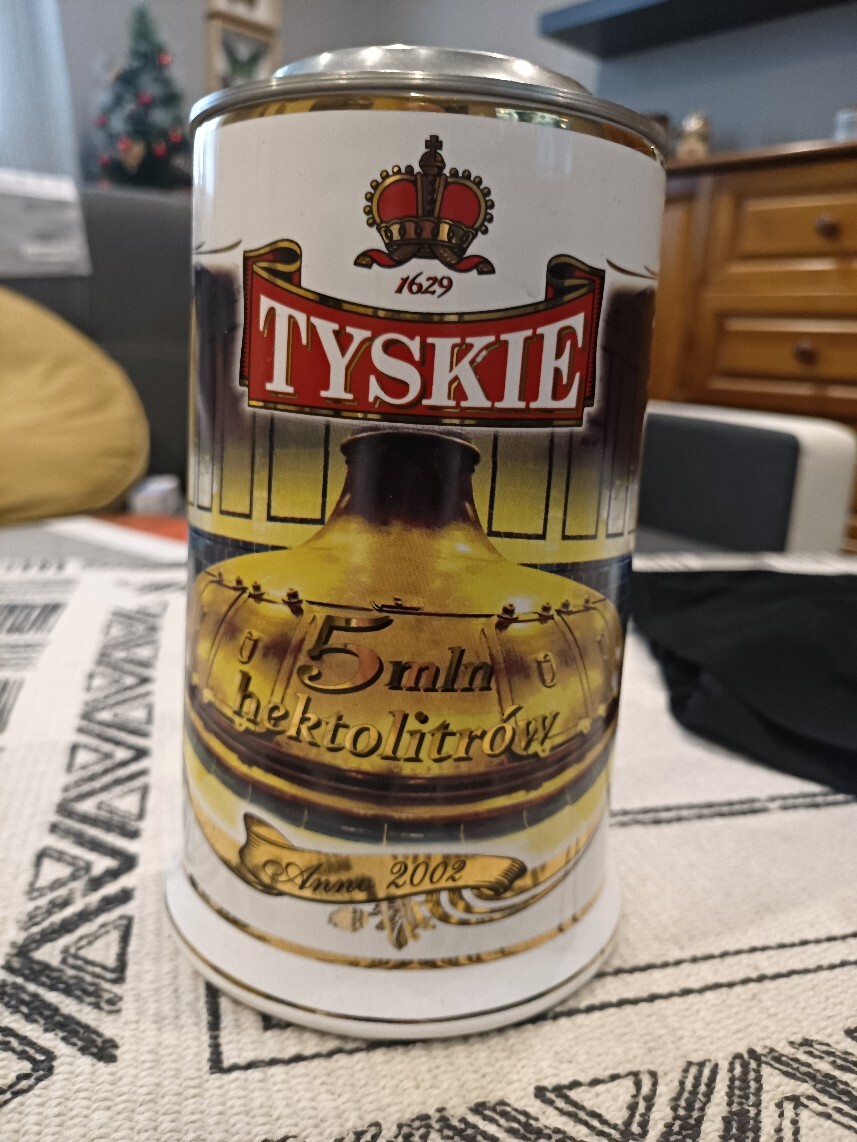 1629
TYSKIE
5 mln
hektolitrów
Anno 2002